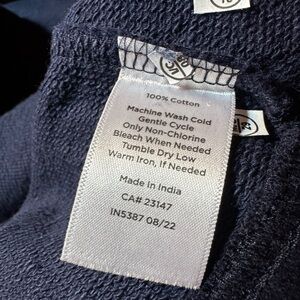 100% Cotton
Machine Wash Cold
Gentle Cycle
Only Non-Chlorine
Bleach When Needed
Tumble Dry Low
Warm Iron, If Needed
Made in India
CA# 23147
IN5387 08/22